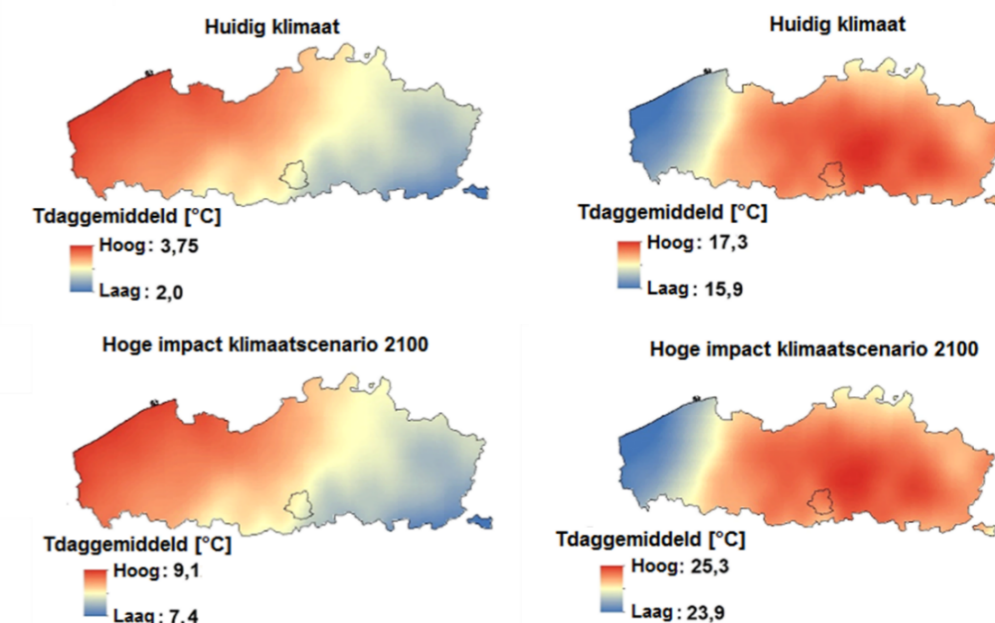 Huidig klimaat
Tdaggemiddeld [°C]
Hoog: 3,75
Laag: 2,0
Huidig klimaat
Tdaggemiddeld [°C]
Hoog: 17,3
Laag: 15,9
Hoge impact klimaatscenario 2100
Tdaggemiddeld [°C]
Hoog: 9,1
Laag: 7,4
Hoge impact klimaatscenario 2100
Tdaggemiddeld [°C]
Hoog: 25,3
Laag: 23,9